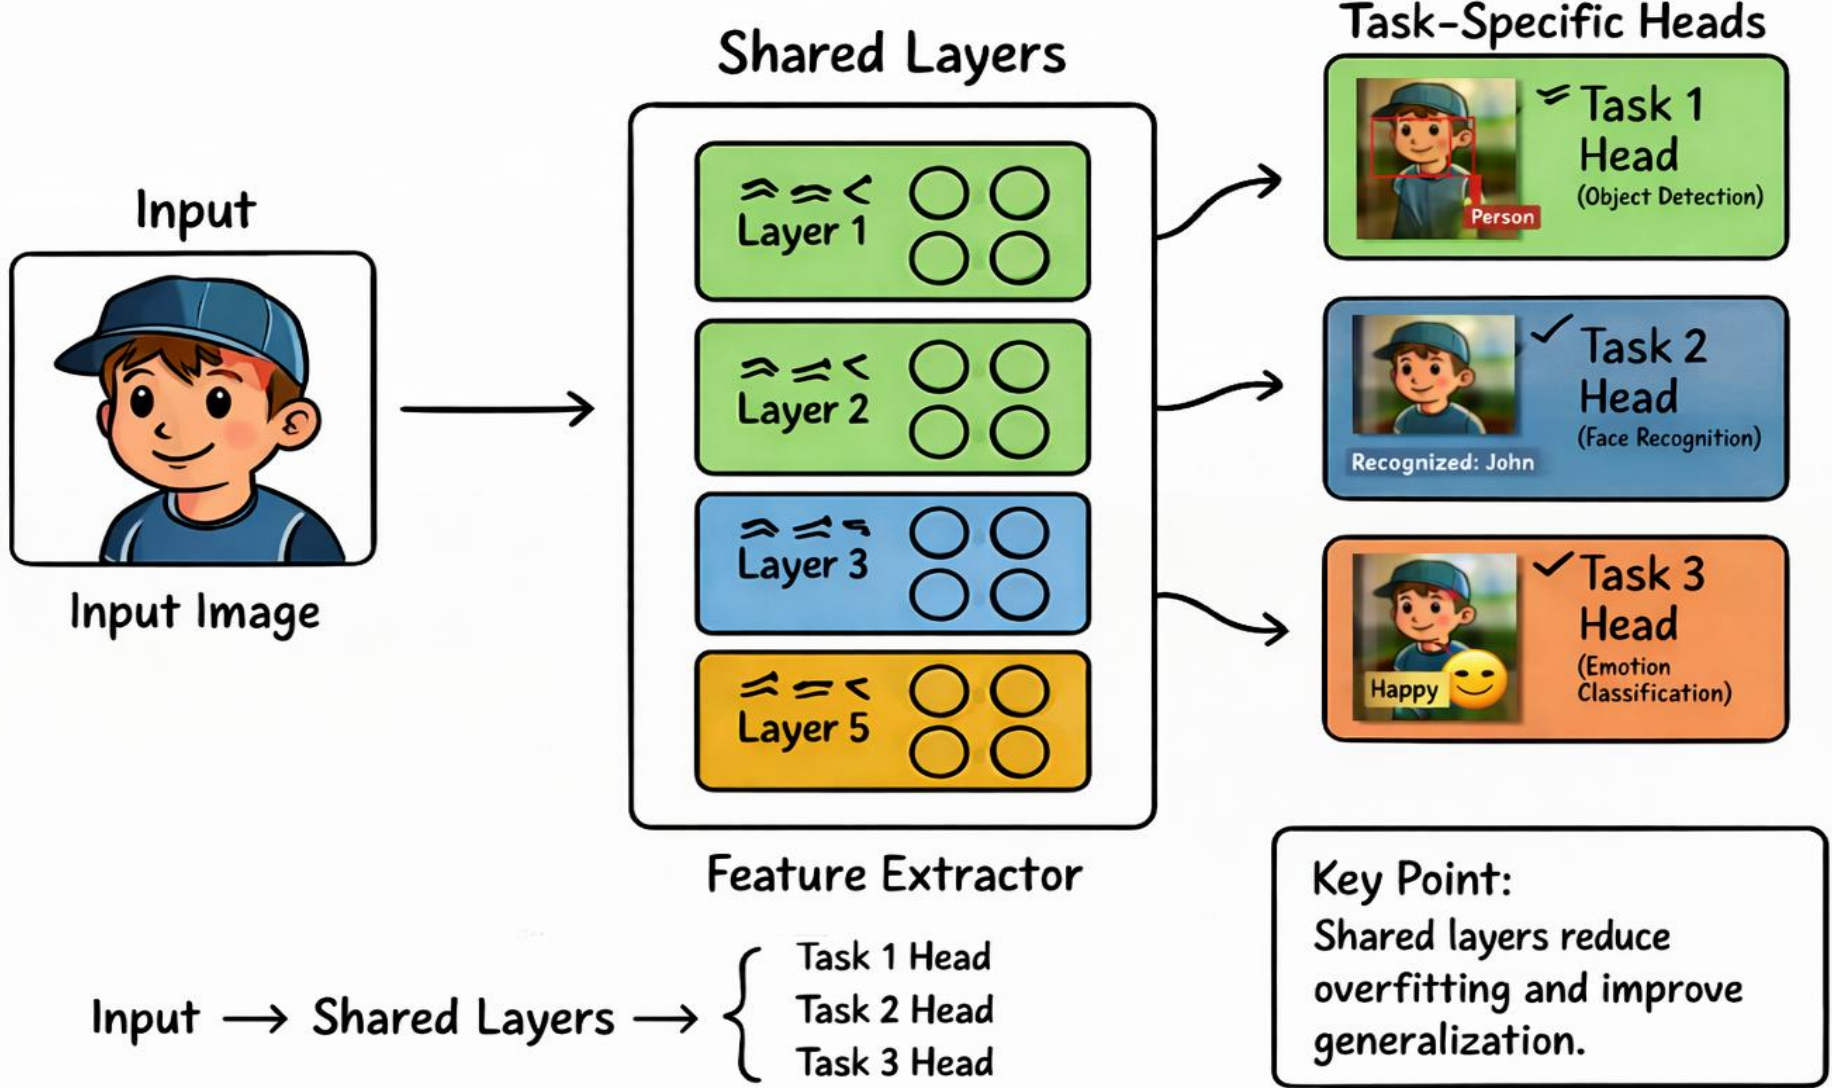 Input
Input Image
Shared Layers
Layer 1
Layer 2
Layer 3
Layer 5
Feature Extractor
Task-Specific Heads
Task 1
Head
(Object Detection)
Person
Task 2
Head
(Face Recognition)
Recognized: John
Task 3
Head
(Emotion
Classification)
Happy
Input → Shared Layers → {
Task 1 Head
Task 2 Head
Task 3 Head
Key Point:
Shared layers reduce
overfitting and improve
generalization.